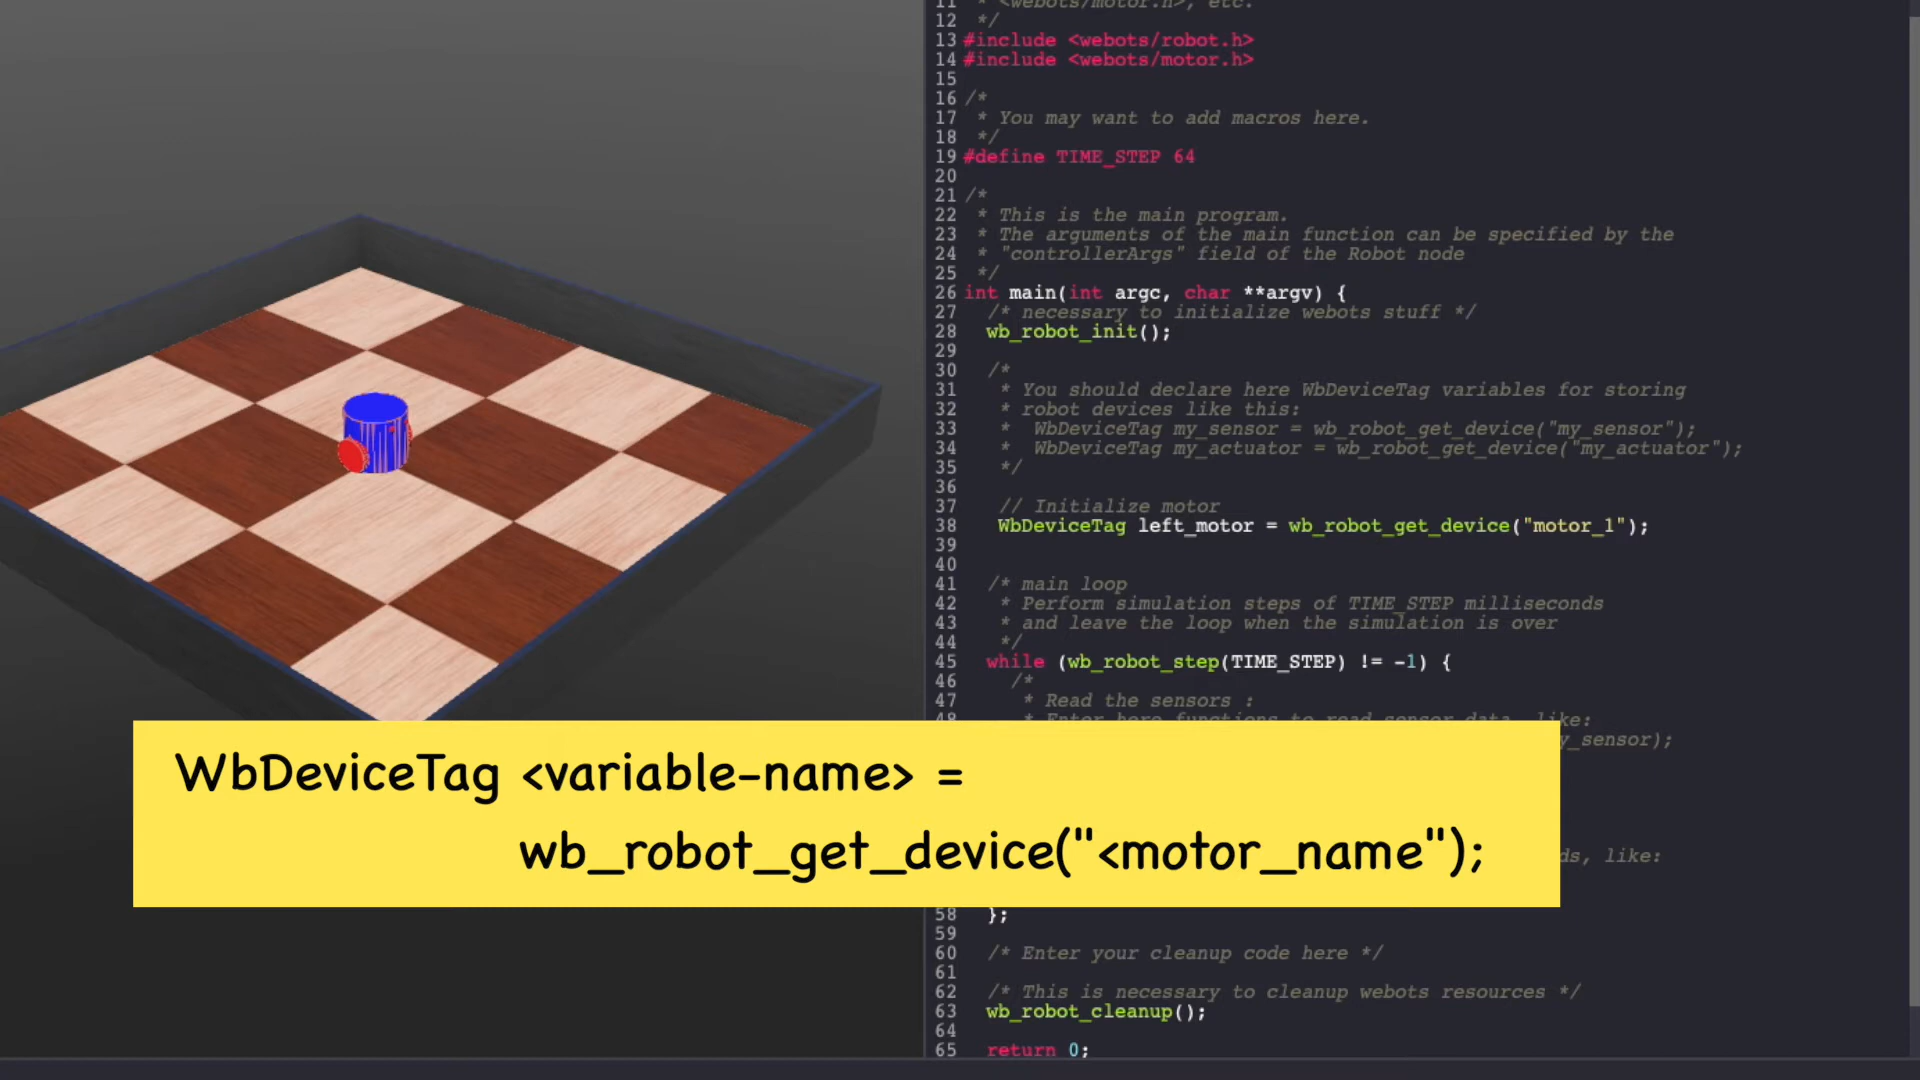 11 * <webots/motor.h>, etc.
12 */
13 #include <webots/robot.h>
14 #include <webots/motor.h>
15
16 /*
17 * You may want to add macros here.
18 */
19 #define TIME_STEP 64
20
21 /*
22 * This is the main program.
23 * The arguments of the main function can be specified by the
24 * "controllerArgs" field of the Robot node
25 */
26 int main(int argc, char **argv) {
27 /* necessary to initialize webots stuff */
28 wb_robot_init();
29
30 /*
31 * You should declare here WbDeviceTag variables for storing
32 * robot devices like this:
33 * WbDeviceTag my_sensor = wb_robot_get_device("my_sensor");
34 * WbDeviceTag my_actuator = wb_robot_get_device("my_actuator");
35 */
36
37 // Initialize motor
38 WbDeviceTag left_motor = wb_robot_get_device("motor_1");
39
40
41 /* main loop
42 * Perform simulation steps of TIME_STEP milliseconds
43 * and leave the loop when the simulation is over
44 */
45 while (wb_robot_step(TIME_STEP) != -1) {
46 /*
47 * Read the sensors :
48 * Enter here functions to read sensor data, like:
y_sensor);
WbDeviceTag <variable-name> =
wb_robot_get_device("<motor_name");
ds, like:
58 };
59
60 /* Enter your cleanup code here */
61
62 /* This is necessary to cleanup webots resources */
63 wb_robot_cleanup();
64
65 return 0;